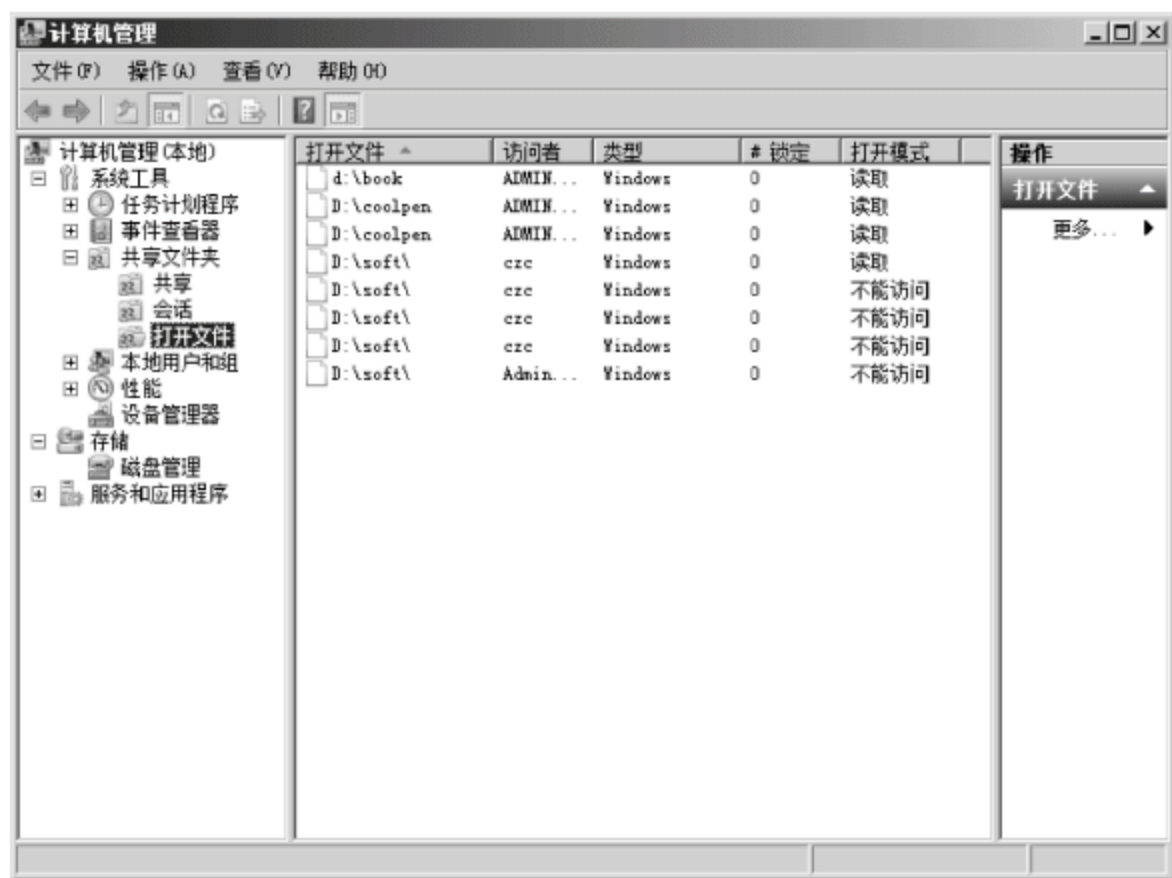 计算机管理
文件(F) 操作(A) 查看(V) 帮助(H)
计算机管理(本地)
系统工具
任务计划程序
事件查看器
共享文件夹
共享
会话
打开文件
本地用户和组
性能
设备管理器
存储
磁盘管理
服务和应用程序
打开文件 访问者 类型 # 锁定 打开模式
d:\book ADMIN... Windows 0 读取
D:\coolpen ADMIN... Windows 0 读取
D:\coolpen ADMIN... Windows 0 读取
D:\soft\ czc Windows 0 读取
D:\soft\ czc Windows 0 不能访问
D:\soft\ czc Windows 0 不能访问
D:\soft\ czc Windows 0 不能访问
D:\soft\ Admin... Windows 0 不能访问
操作
打开文件
更多...